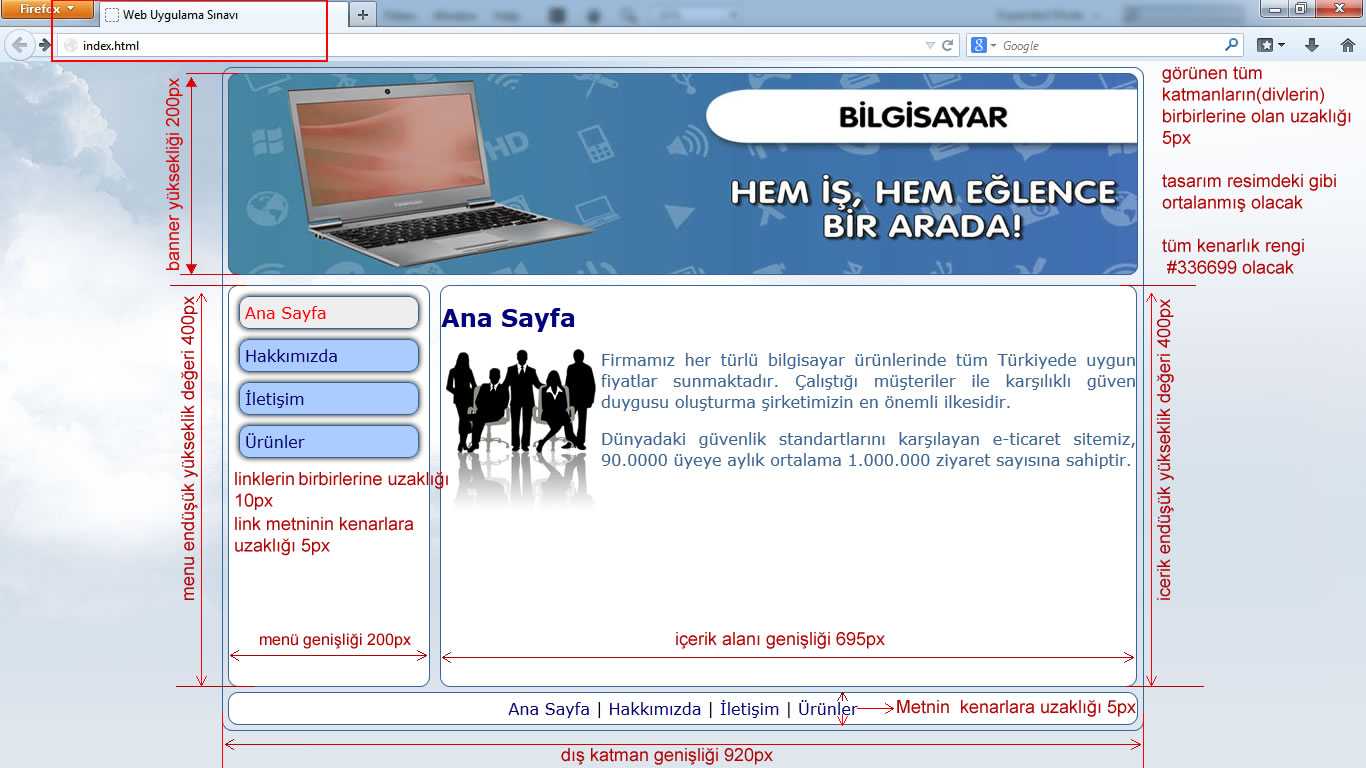 Firefox
Web Uygulama Sınavı
index.html
Google
görünen tüm
katmanların(divlerin)
birbirlerine olan uzaklığı
5px
tasarım resimdeki gibi
ortalanmış olacak
tüm kenarlık rengi
#336699 olacak
banner yüksekliği 200px
BİLGİSAYAR
HD
HEM İŞ, HEM EĞLENCE
BİR ARADA!
menu endüşük yükseklik değeri 400px
Ana Sayfa
Hakkımızda
İletişim
Ürünler
linklerin birbirlerine uzaklığı
10px
link metninin kenarlara
uzaklığı 5px
menü genişliği 200px
Ana Sayfa
Firmamız her türlü bilgisayar ürünlerinde tüm Türkiyede uygun
fiyatlar sunmaktadır. Çalıştığı müşteriler ile karşılıklı güven
duygusu oluşturma şirketimizin en önemli ilkesidir.
Dünyadaki güvenlik standartlarını karşılayan e-ticaret sitemiz,
90.0000 üyeye aylık ortalama 1.000.000 ziyaret sayısına sahiptir.
içerik alanı genişliği 695px
icerik endüşük yükseklik değeri 400px
Ana Sayfa | Hakkımızda | İletişim | Ürünler
Metnin kenarlara uzaklığı 5px
dış katman genişliği 920px